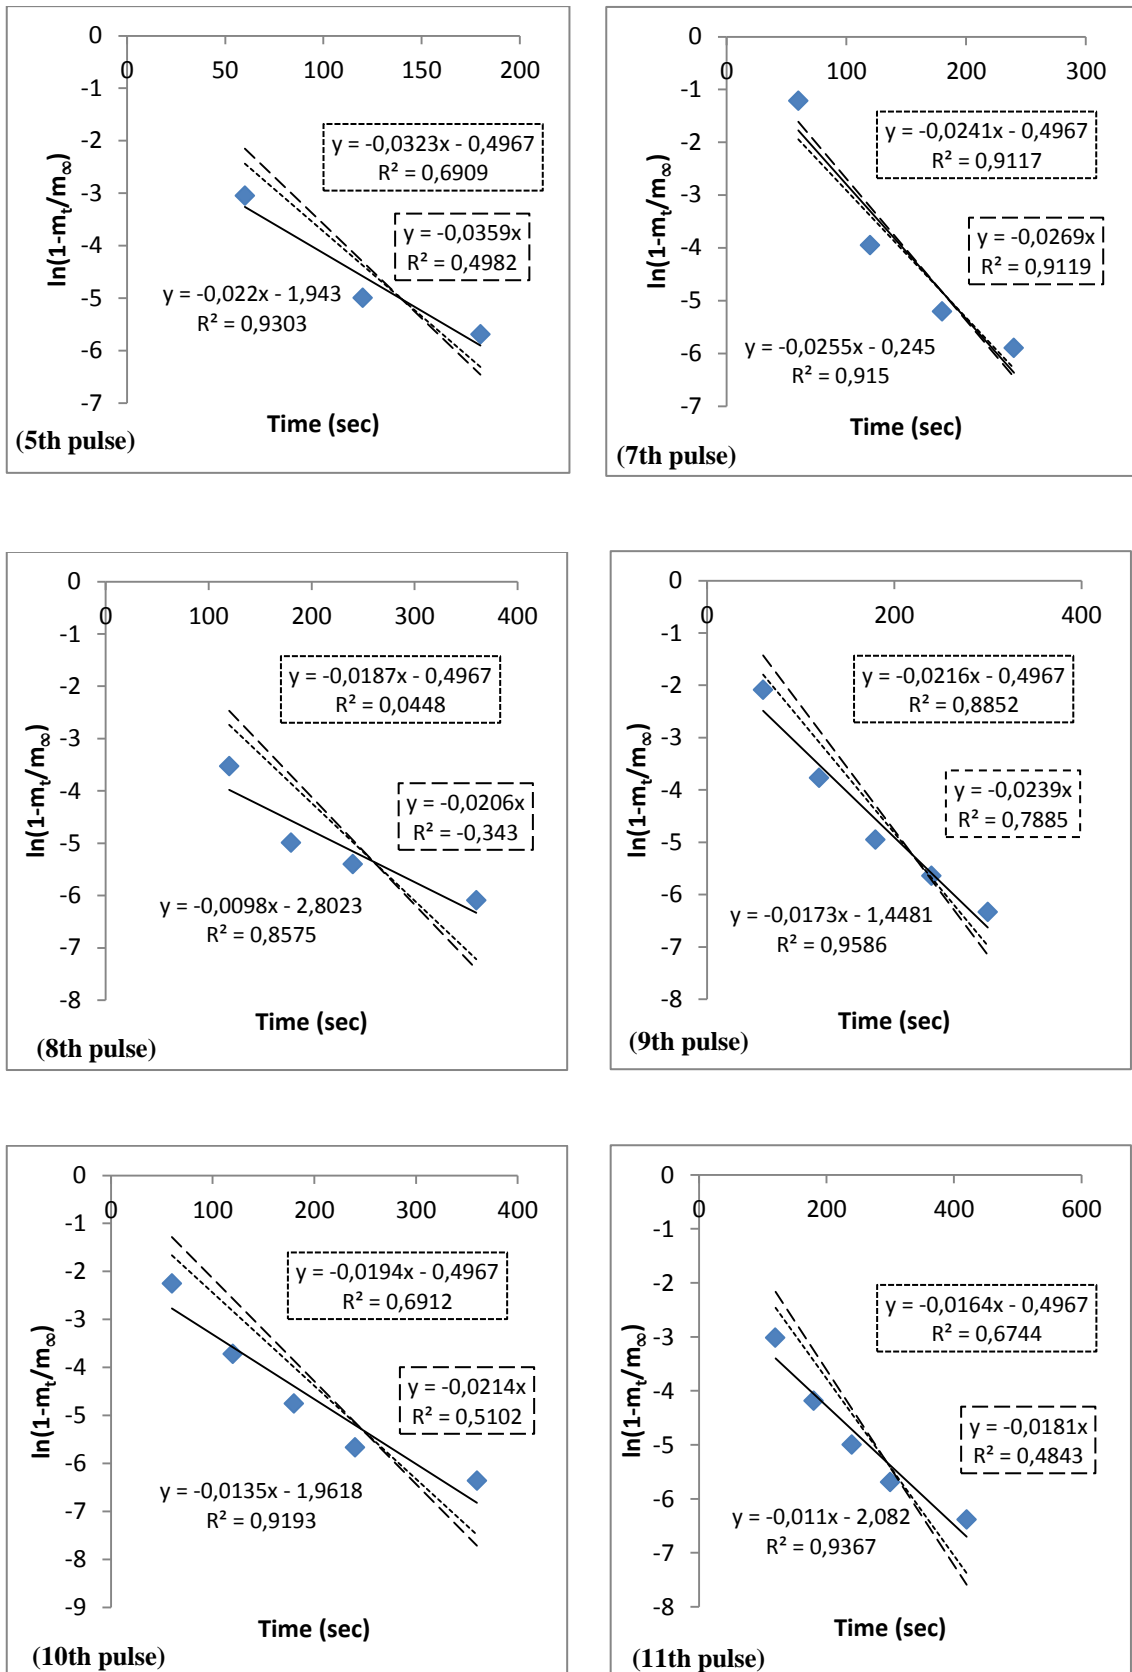 0
0 50 100 150 200
-1
-2
-3
-4
-5
-6
-7
ln(1-mt/m∞)
y = -0,0323x - 0,4967
R² = 0,6909
y = -0,0359x
R² = 0,4982
y = -0,022x - 1,943
R² = 0,9303
Time (sec)
(5th pulse)
0
0 100 200 300
-1
-2
-3
-4
-5
-6
-7
ln(1-mt/m∞)
y = -0,0241x - 0,4967
R² = 0,9117
y = -0,0269x
R² = 0,9119
y = -0,0255x - 0,245
R² = 0,915
Time (sec)
(7th pulse)
0
0 100 200 300 400
-1
-2
-3
-4
-5
-6
-7
-8
ln(1-mt/m∞)
y = -0,0187x - 0,4967
R² = 0,0448
y = -0,0206x
R² = -0,343
y = -0,0098x - 2,8023
R² = 0,8575
Time (sec)
(8th pulse)
0
0 200 400
-1
-2
-3
-4
-5
-6
-7
-8
ln(1-mt/m∞)
y = -0,0216x - 0,4967
R² = 0,8852
y = -0,0239x
R² = 0,7885
y = -0,0173x - 1,4481
R² = 0,9586
Time (sec)
(9th pulse)
0
0 100 200 300 400
-1
-2
-3
-4
-5
-6
-7
-8
-9
ln(1-mt/m∞)
y = -0,0194x - 0,4967
R² = 0,6912
y = -0,0214x
R² = 0,5102
y = -0,0135x - 1,9618
R² = 0,9193
Time (sec)
(10th pulse)
0
0 200 400 600
-1
-2
-3
-4
-5
-6
-7
-8
ln(1-mt/m∞)
y = -0,0164x - 0,4967
R² = 0,6744
y = -0,0181x
R² = 0,4843
y = -0,011x - 2,082
R² = 0,9367
Time (sec)
(11th pulse)